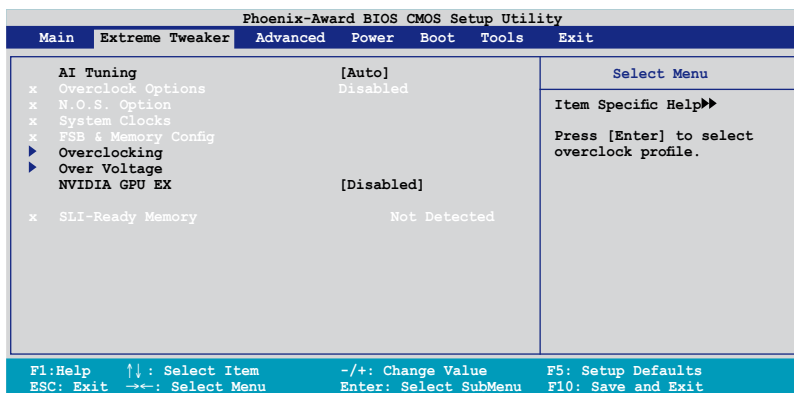 Phoenix-Award BIOS CMOS Setup Utility
Main Extreme Tweaker Advanced Power Boot Tools Exit
AI Tuning [Auto]
x Overclock Options Disabled
x N.O.S. Option
x System Clocks
x FSB & Memory Config
Overclocking
Over Voltage
NVIDIA GPU EX [Disabled]
x SLI-Ready Memory Not Detected
Select Menu
Item Specific Help
Press [Enter] to select
overclock profile.
F1:Help ↑↓: Select Item -/+: Change Value F5: Setup Defaults
ESC: Exit →←: Select Menu Enter: Select SubMenu F10: Save and Exit